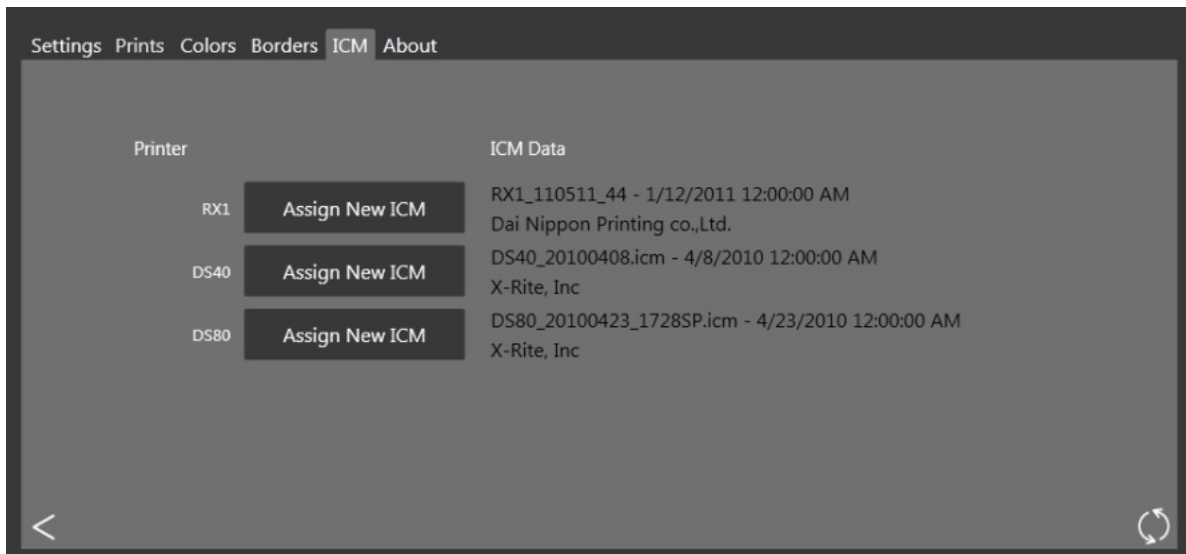 Settings Prints Colors Borders ICM About
Printer ICM Data
RX1 Assign New ICM RX1_110511_44 - 1/12/2011 12:00:00 AM
Dai Nippon Printing co.,Ltd.
DS40 Assign New ICM DS40_20100408.icm - 4/8/2010 12:00:00 AM
X-Rite, Inc
DS80 Assign New ICM DS80_20100423_1728SP.icm - 4/23/2010 12:00:00 AM
X-Rite, Inc
<